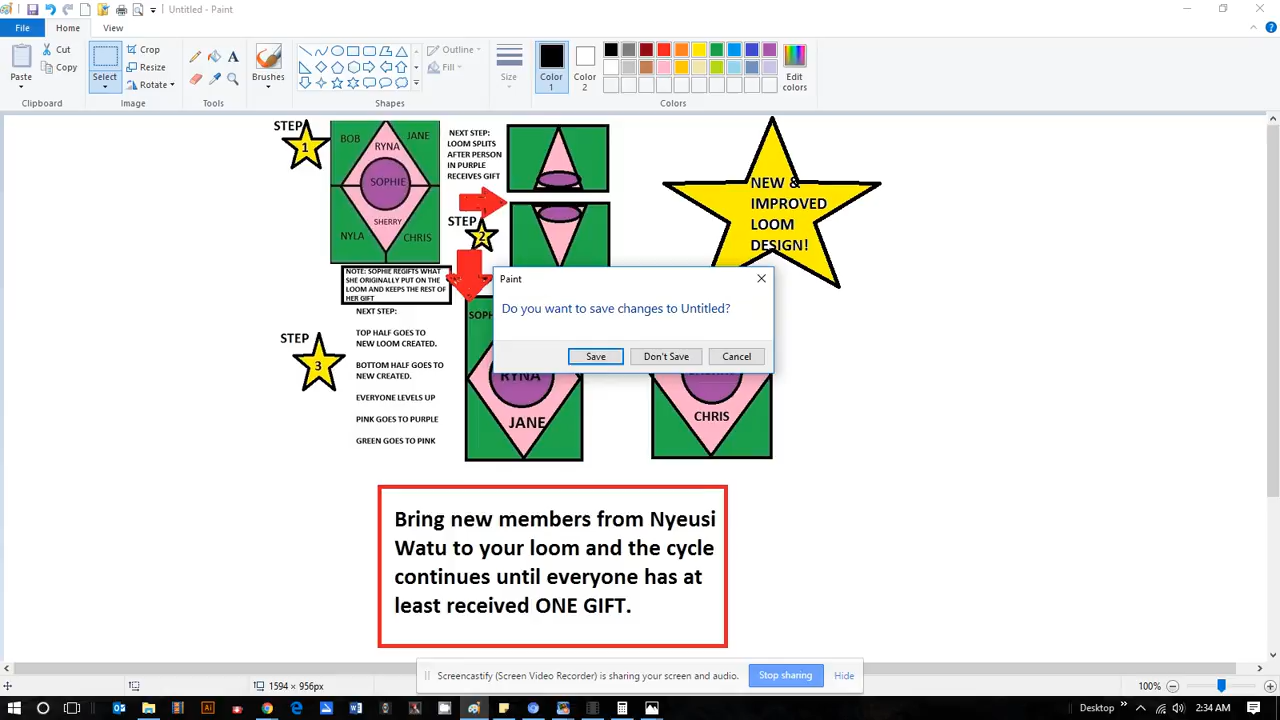 Untitled - Paint
File
Home
View
Paste
Cut
Copy
Clipboard
Select
Crop
Resize
Rotate
Image
Tools
Brushes
Shapes
Outline
Fill
Size
Color 1
Color 2
Edit colors
Colors
STEP
1
BOB
JANE
RYNA
SOPHIE
SHERRY
NYLA
CHRIS
NEXT STEP:
LOOM SPLITS
AFTER PERSON
IN PURPLE
RECEIVES GIFT
STEP
2
NEW &
IMPROVED
LOOM
DESIGN!
NOTE: SOPHIE REGIFTS WHAT
SHE ORIGINALLY PUT ON THE
LOOM AND KEEPS THE REST OF
HER GIFT
NEXT STEP:
TOP HALF GOES TO
NEW LOOM CREATED.
BOTTOM HALF GOES TO
NEW CREATED.
EVERYONE LEVELS UP
PINK GOES TO PURPLE
GREEN GOES TO PINK
STEP
3
SOPH
RYNA
JANE
CHRIS
Paint
Do you want to save changes to Untitled?
Save
Don't Save
Cancel
Bring new members from Nyeusi
Watu to your loom and the cycle
continues until everyone has at
least received ONE GIFT.
Screencastify (Screen Video Recorder) is sharing your screen and audio.
Stop sharing
Hide
1594 × 956px
100%
Desktop
2:34 AM